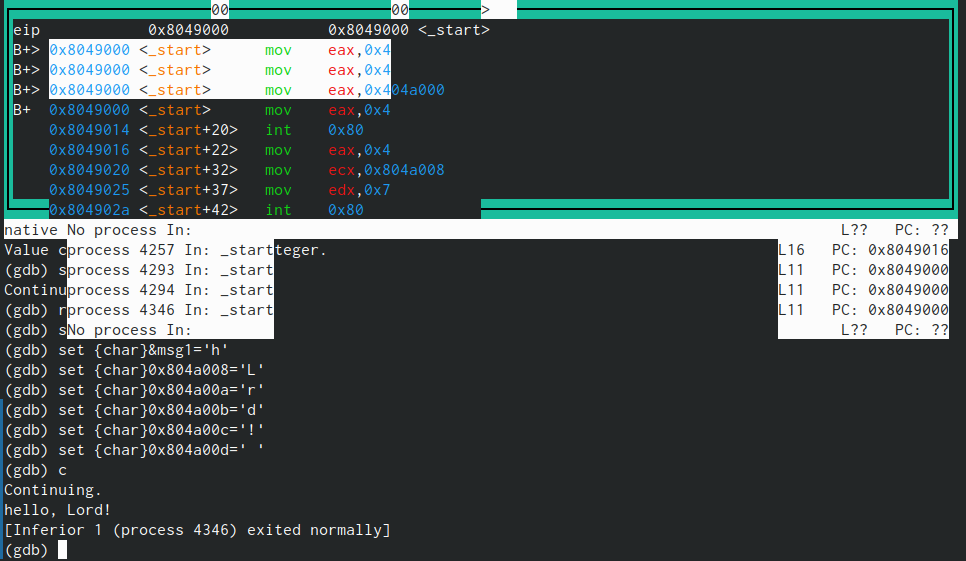 00 00 >
eip 0x8049000 0x8049000 <_start>
B+> 0x8049000 <_start> mov eax,0x4
B+> 0x8049000 <_start> mov eax,0x4
B+> 0x8049000 <_start> mov eax,0x404a000
B+ 0x8049000 <_start> mov eax,0x4
0x8049014 <_start+20> int 0x80
0x8049016 <_start+22> mov eax,0x4
0x8049020 <_start+32> mov ecx,0x804a008
0x8049025 <_start+37> mov edx,0x7
0x804902a <_start+42> int 0x80
native No process In: L?? PC: ??
Value cprocess 4257 In: _startteger. L16 PC: 0x8049016
(gdb) sprocess 4293 In: _start L11 PC: 0x8049000
Continuprocess 4294 In: _start L11 PC: 0x8049000
(gdb) rprocess 4346 In: _start L11 PC: 0x8049000
(gdb) sNo process In: L?? PC: ??
(gdb) set {char}&msg1='h'
(gdb) set {char}0x804a008='L'
(gdb) set {char}0x804a00a='r'
(gdb) set {char}0x804a00b='d'
(gdb) set {char}0x804a00c='!'
(gdb) set {char}0x804a00d=' '
(gdb) c
Continuing.
hello, Lord!
[Inferior 1 (process 4346) exited normally]
(gdb)